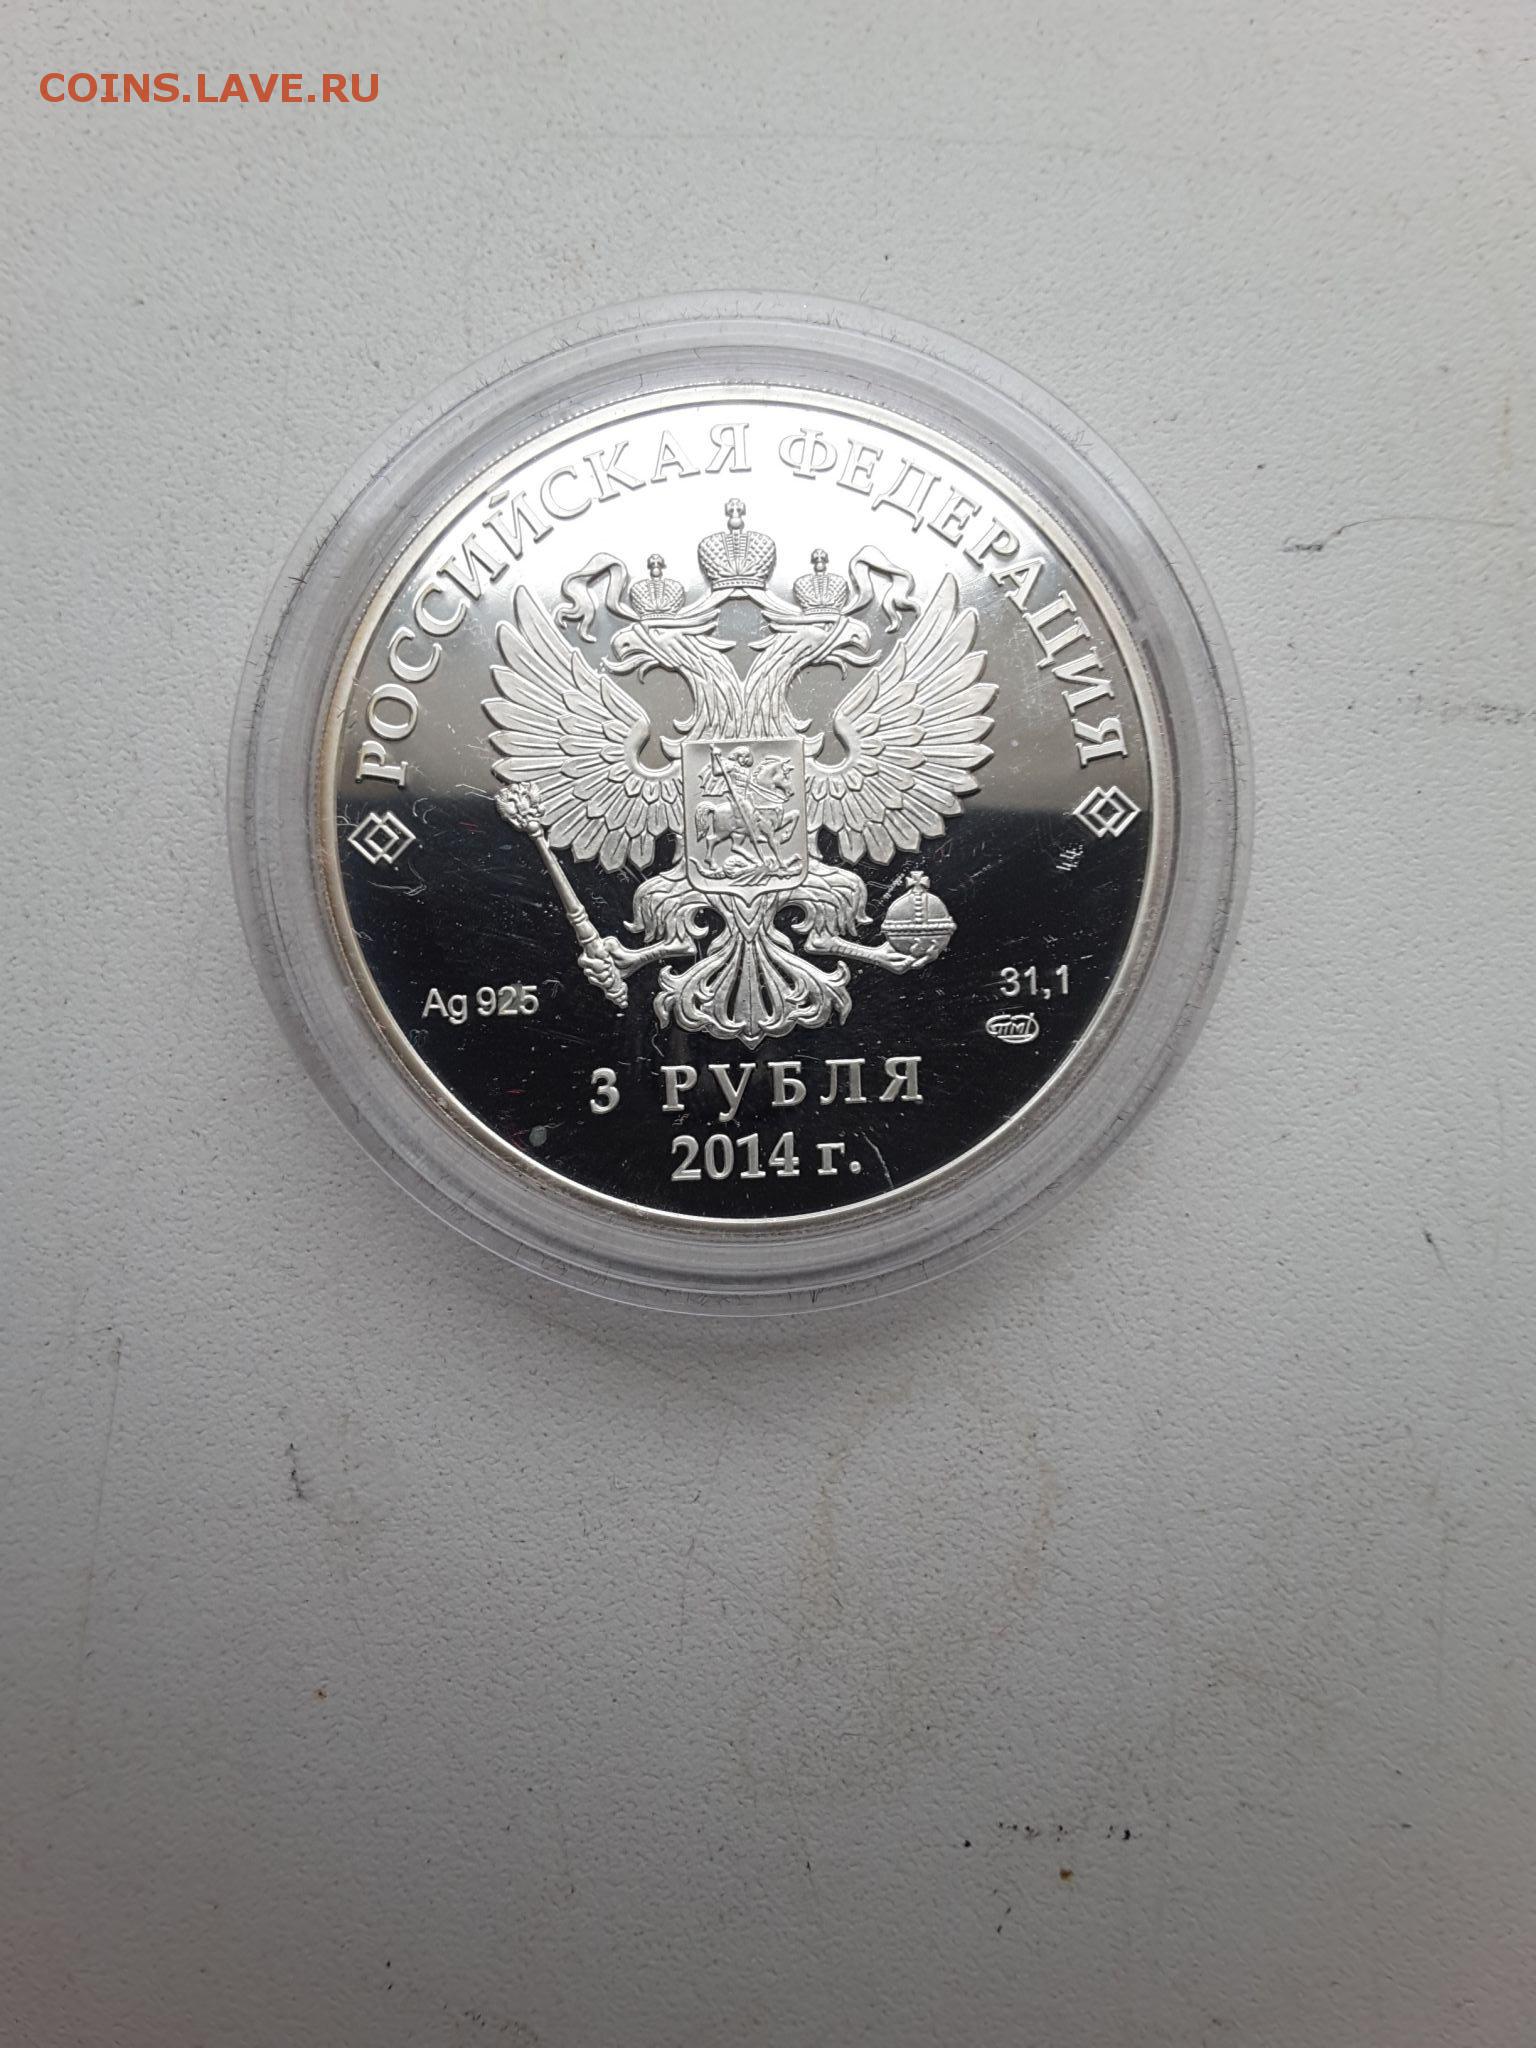 COINS.LAVE.RU
РОССИЙСКАЯ ФЕДЕРАЦИЯ
Ag 925
31,1
3 РУБЛЯ
2014 г.